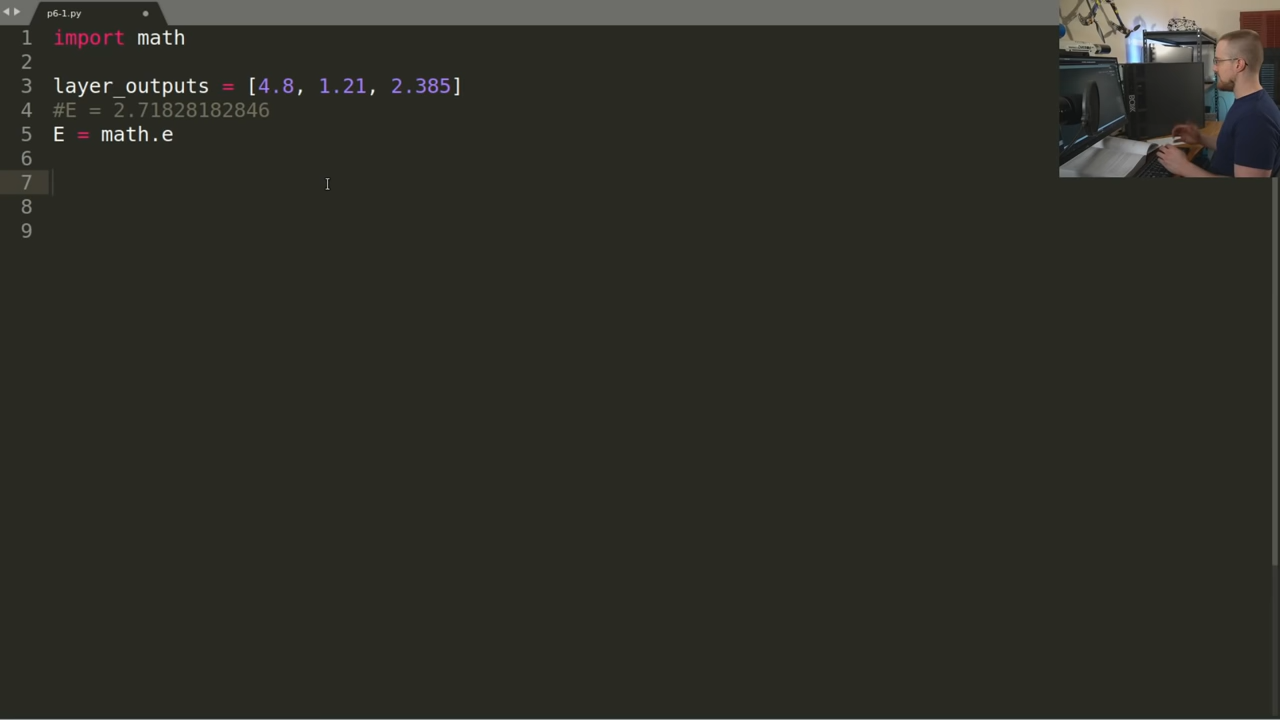 p6-1.py
1 import math
2
3 layer_outputs = [4.8, 1.21, 2.385]
4 #E = 2.71828182846
5 E = math.e
6
7
8
9